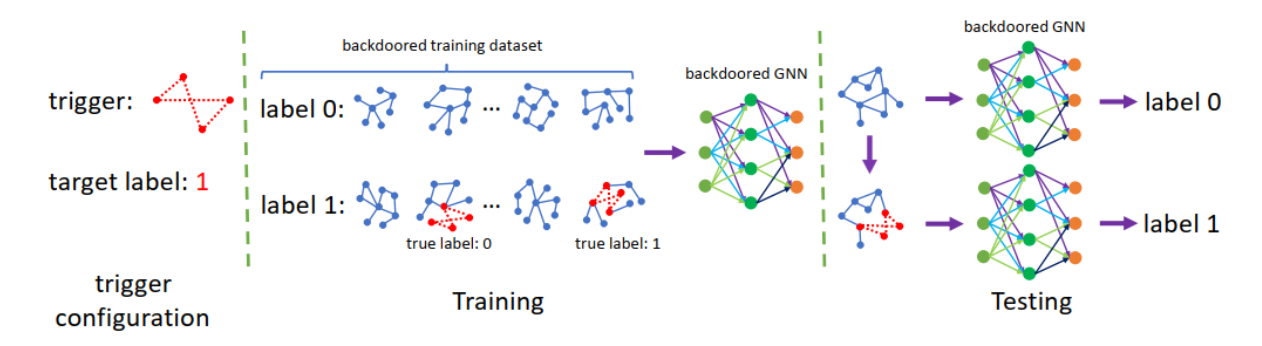 trigger:
target label: 1
trigger
configuration
backdoored training dataset
label 0:
...
label 1:
...
true label: 0
true label: 1
Training
backdoored GNN
backdoored GNN
label 0
label 1
Testing